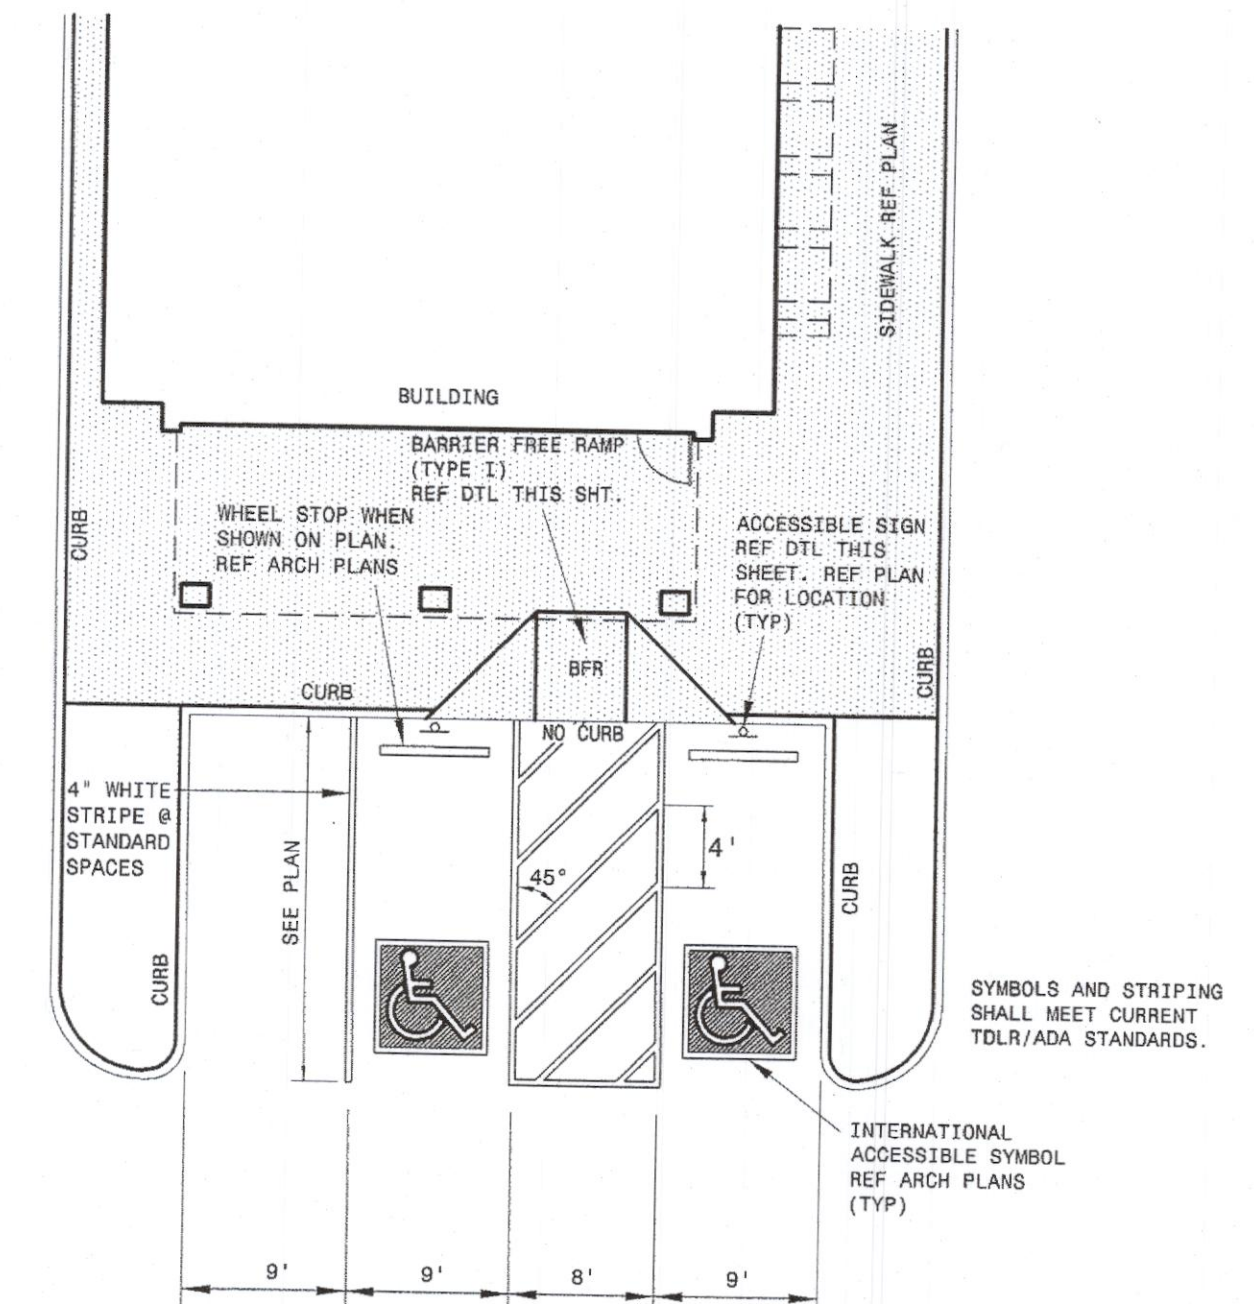 SIDEWALK REF PLAN
BUILDING
BARRIER FREE RAMP
(TYPE I)
REF DTL THIS SHT.
WHEEL STOP WHEN
SHOWN ON PLAN.
REF ARCH PLANS
CURB
ACCESSIBLE SIGN
REF DTL THIS
SHEET. REF PLAN
FOR LOCATION
(TYP)
BFR
CURB
CURB
NO CURB
4" WHITE
STRIPE @
STANDARD
SPACES
SEE PLAN
45°
4'
CURB
CURB
SYMBOLS AND STRIPING
SHALL MEET CURRENT
TDLR/ADA STANDARDS.
INTERNATIONAL
ACCESSIBLE SYMBOL
REF ARCH PLANS
(TYP)
9'
9'
8'
9'